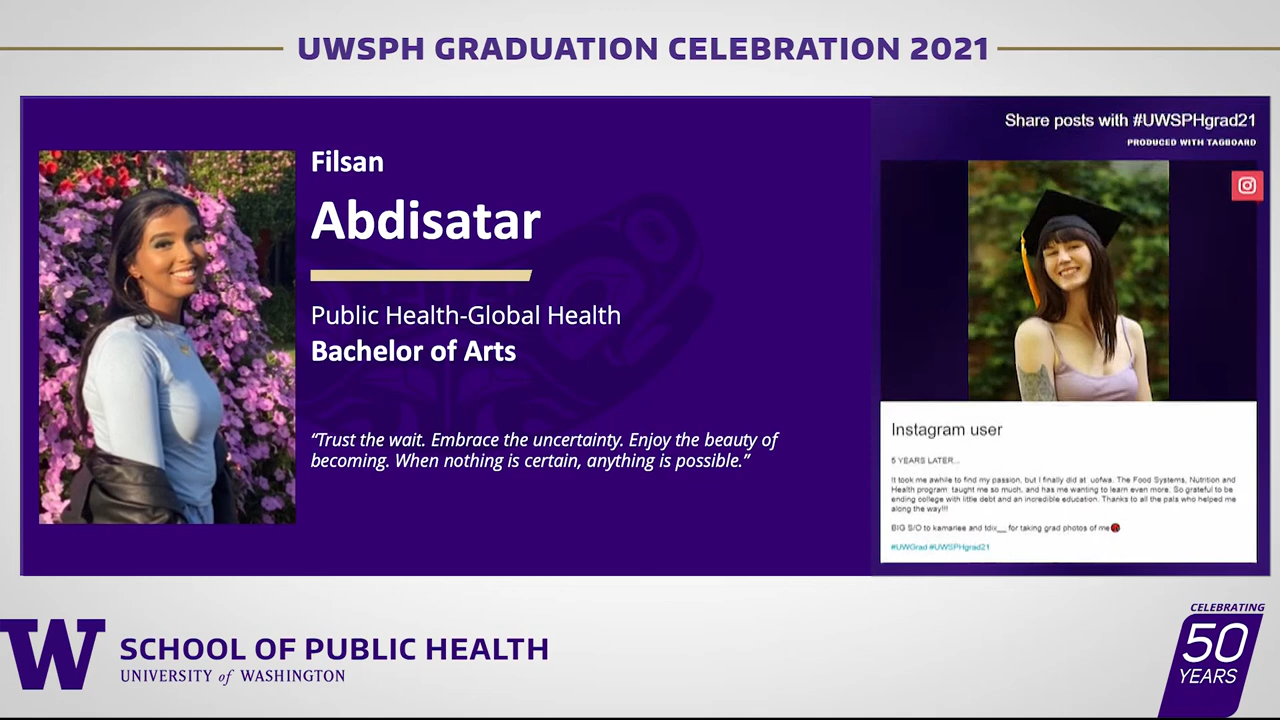 UWSPH GRADUATION CELEBRATION 2021
Filsan
Abdisatar
Public Health-Global Health
Bachelor of Arts
“Trust the wait. Embrace the uncertainty. Enjoy the beauty of
becoming. When nothing is certain, anything is possible.”
Share posts with #UWSPHgrad21
PRODUCED WITH TAGBOARD
Instagram user
5 YEARS LATER...
It took me awhile to find my passion, but I finally did at uofwa. The Food Systems, Nutrition and
Health program taught me so much, and has me wanting to learn even more. So grateful to be
ending college with little debt and an incredible education. Thanks to all the pals who helped me
along the way!!!
BIG S/O to kamariee and tdix__ for taking grad photos of me
#UWGrad #UWSPHgrad21
W
SCHOOL OF PUBLIC HEALTH
UNIVERSITY of WASHINGTON
CELEBRATING
50
YEARS